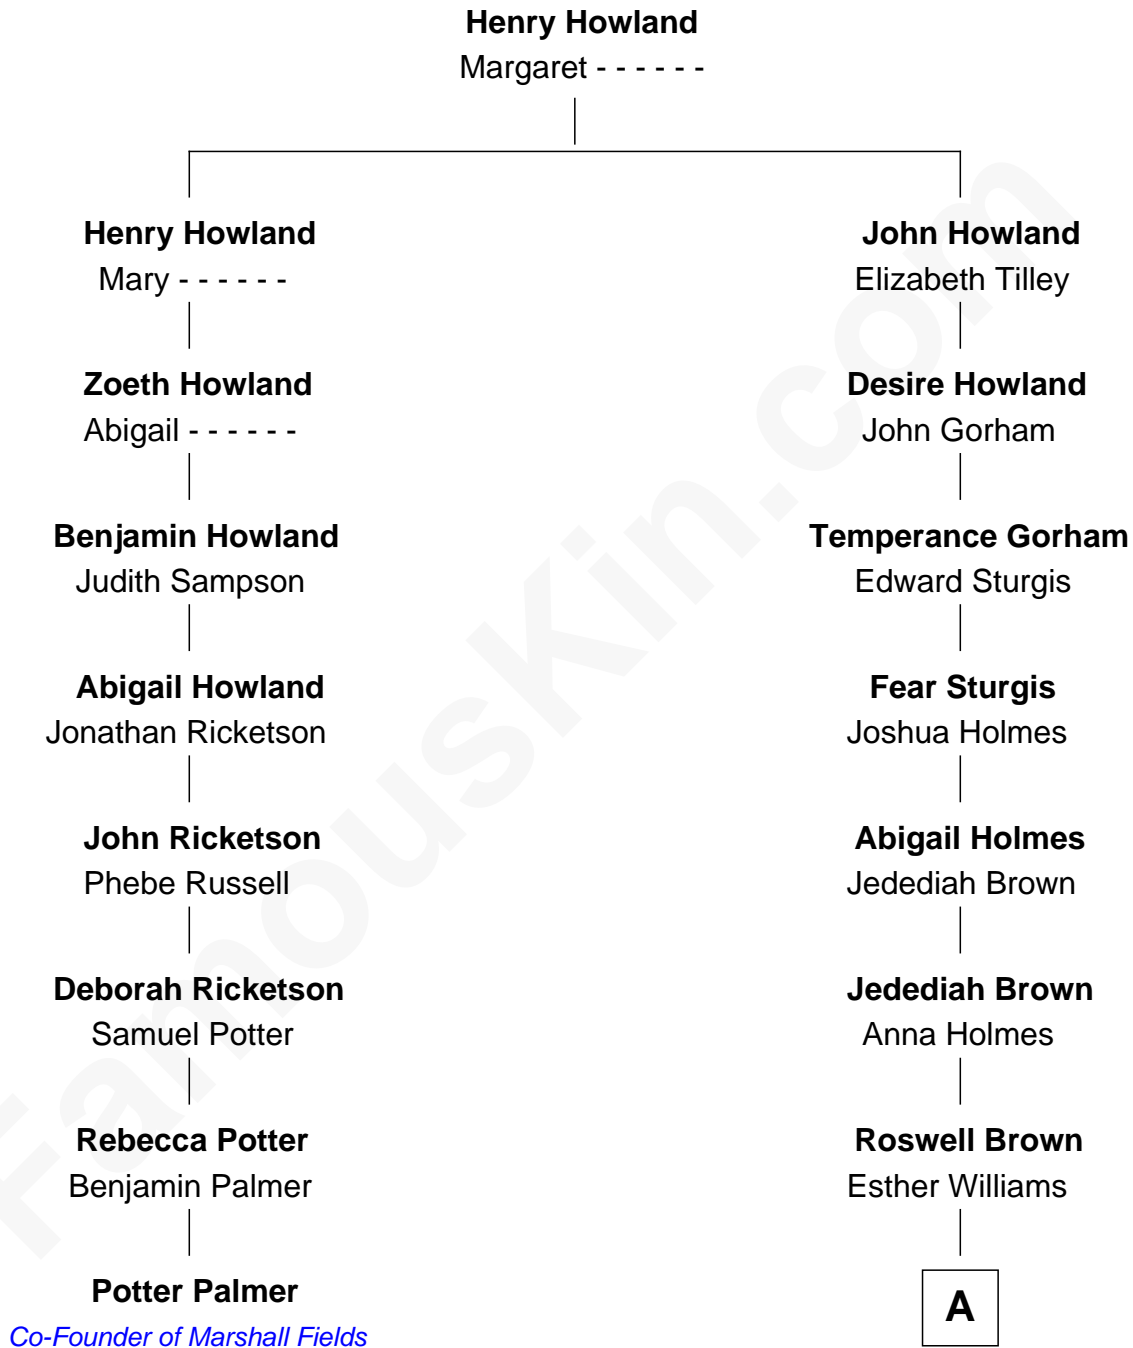 Henry Howland
Margaret - - - - - -
Henry Howland
Mary - - - - - -
Zoeth Howland
Abigail - - - - - -
Benjamin Howland
Judith Sampson
Abigail Howland
Jonathan Ricketson
John Ricketson
Phebe Russell
Deborah Ricketson
Samuel Potter
Rebecca Potter
Benjamin Palmer
Potter Palmer
Co-Founder of Marshall Fields
John Howland
Elizabeth Tilley
Desire Howland
John Gorham
Temperance Gorham
Edward Sturgis
Fear Sturgis
Joshua Holmes
Abigail Holmes
Jedediah Brown
Jedediah Brown
Anna Holmes
Roswell Brown
Esther Williams
A
FamousKin.com